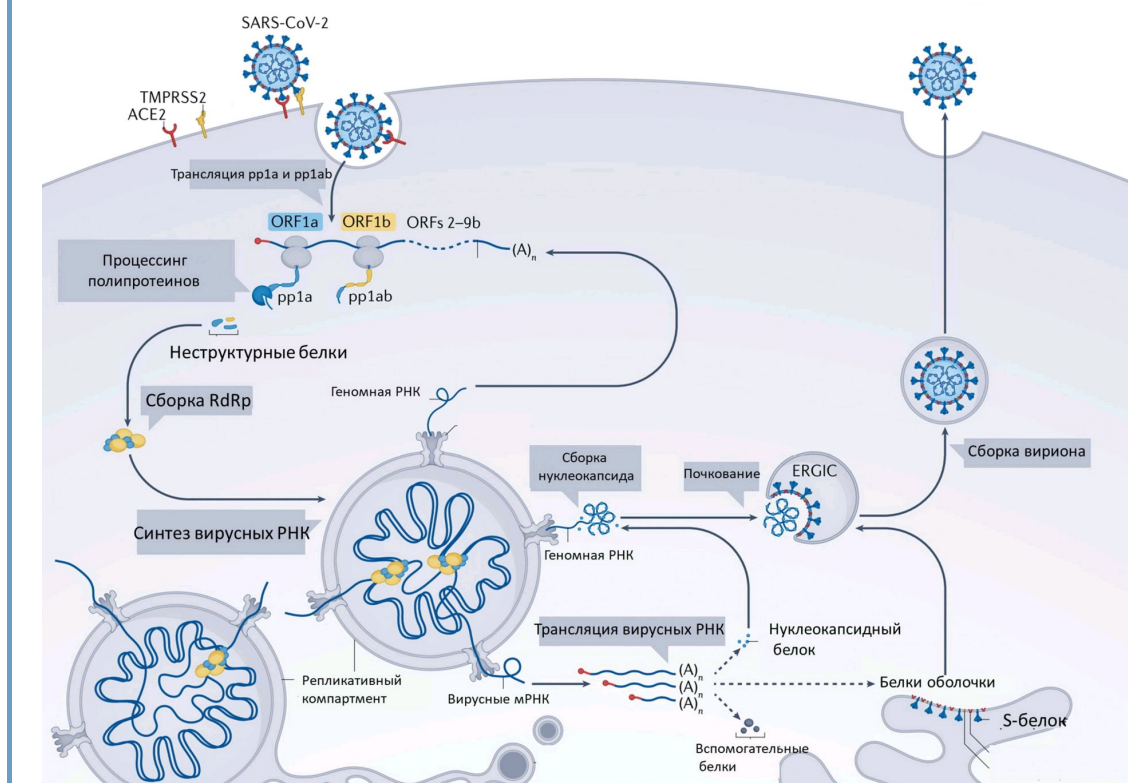 SARS-CoV-2
TMPRSS2
ACE2
Трансляция pp1a и pp1ab
ORF1a
ORF1b
ORFs 2–9b
(A)n
Процессинг
полипротеинов
pp1a
pp1ab
Неструктурные белки
Сборка RdRp
Геномная РНК
Сборка
нуклеокапсида
Почкование
ERGIC
Сборка вириона
Синтез вирусных РНК
Геномная РНК
Трансляция вирусных РНК
Нуклеокапсидный
белок
(A)n
(A)n
(A)n
Репликативный
компартмент
Вирусные мРНК
Белки оболочки
S-белок
Вспомогательные
белки